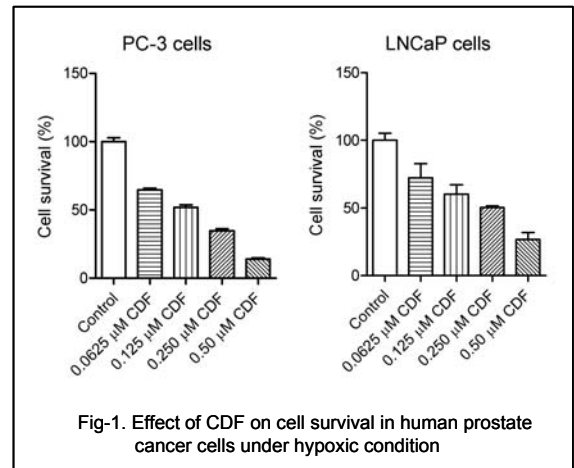 PC-3 cells
Cell survival (%)
150
100
50
0
Control
0.0625 µM CDF
0.125 µM CDF
0.250 µM CDF
0.50 µM CDF
LNCaP cells
Cell survival (%)
150
100
50
0
Control
0.0625 µM CDF
0.125 µM CDF
0.250 µM CDF
0.50 µM CDF
Fig-1. Effect of CDF on cell survival in human prostate
cancer cells under hypoxic condition